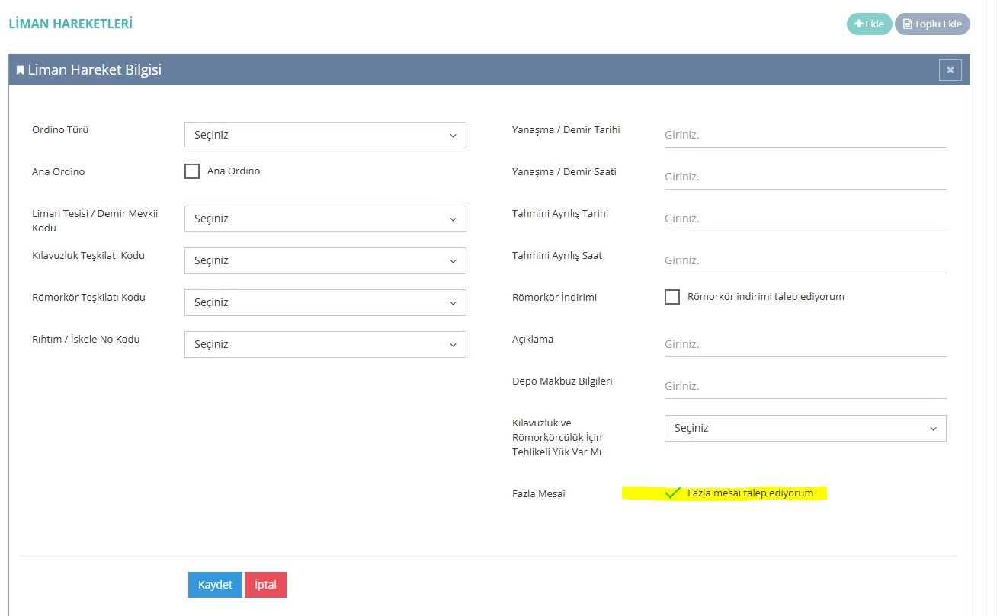 LİMAN HAREKETLERİ
Ekle
Toplu Ekle
Liman Hareket Bilgisi
Ordino Türü
Seçiniz
Ana Ordino
Ana Ordino
Liman Tesisi / Demir Mevkii
Kodu
Seçiniz
Kılavuzluk Teşkilatı Kodu
Seçiniz
Römorkör Teşkilatı Kodu
Seçiniz
Rıhtım / İskele No Kodu
Seçiniz
Yanaşma / Demir Tarihi
Giriniz.
Yanaşma / Demir Saati
Giriniz.
Tahmini Ayrılış Tarihi
Giriniz.
Tahmini Ayrılış Saat
Giriniz.
Römorkör İndirimi
Römorkör indirimi talep ediyorum
Açıklama
Giriniz.
Depo Makbuz Bilgileri
Giriniz.
Kılavuzluk ve
Römorkörcülük İçin
Tehlikeli Yük Var Mı
Seçiniz
Fazla Mesai
Fazla mesai talep ediyorum
Kaydet
İptal